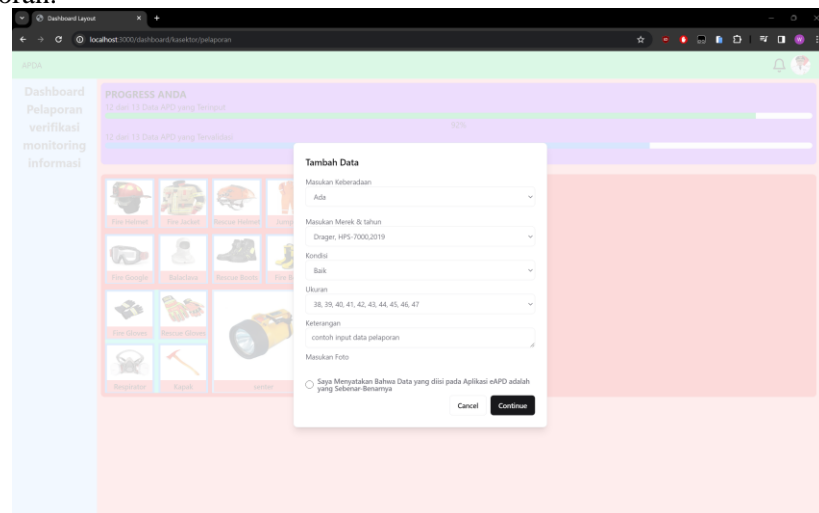 oran.
Dashboard Layout
localhost:3000/dashboard/kasektor/pelaporan
APDA
Dashboard
Pelaporan
verifikasi
monitoring
informasi
PROGRESS ANDA
12 dari 13 Data APD yang Terinput
92%
12 dari 13 Data APD yang Tervalidasi
Fire Helmet
Fire Jacket
Rescue Helmet
Fire Google
Balaclava
Rescue Boots
Fire Gloves
Rescue Gloves
Respirator
Kapak
senter
Tambah Data
Masukan Keberadaan
Ada
Masukan Merek & tahun
Drager, HPS-7000,2019
Kondisi
Baik
Ukuran
38, 39, 40, 41, 42, 43, 44, 45, 46, 47
Keterangan
contoh input data pelaporan
Masukan Foto
Saya Menyatakan Bahwa Data yang diisi pada Aplikasi eAPD adalah
yang Sebenar-Benarnya
Cancel
Continue